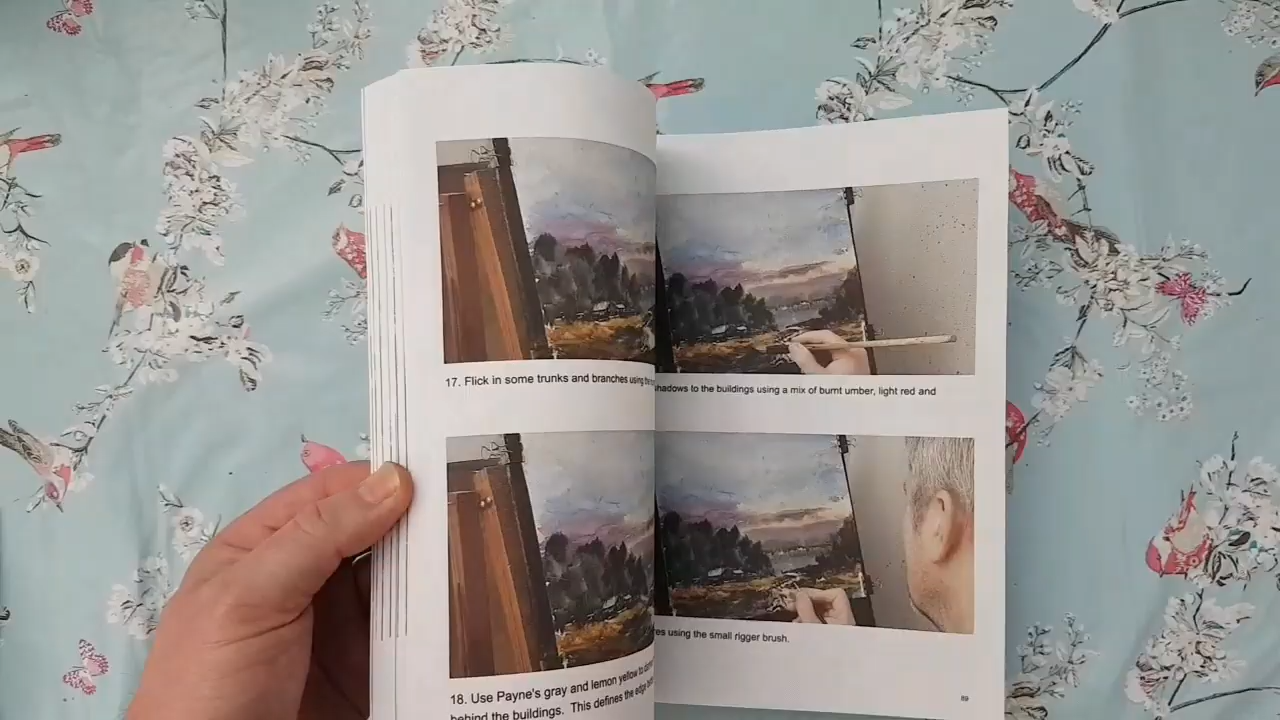 17. Flick in some trunks and branches using the
18. Use Payne's gray and lemon yellow to
behind the buildings. This defines the edge
shadows to the buildings using a mix of burnt umber, light red and
using the small rigger brush.
89